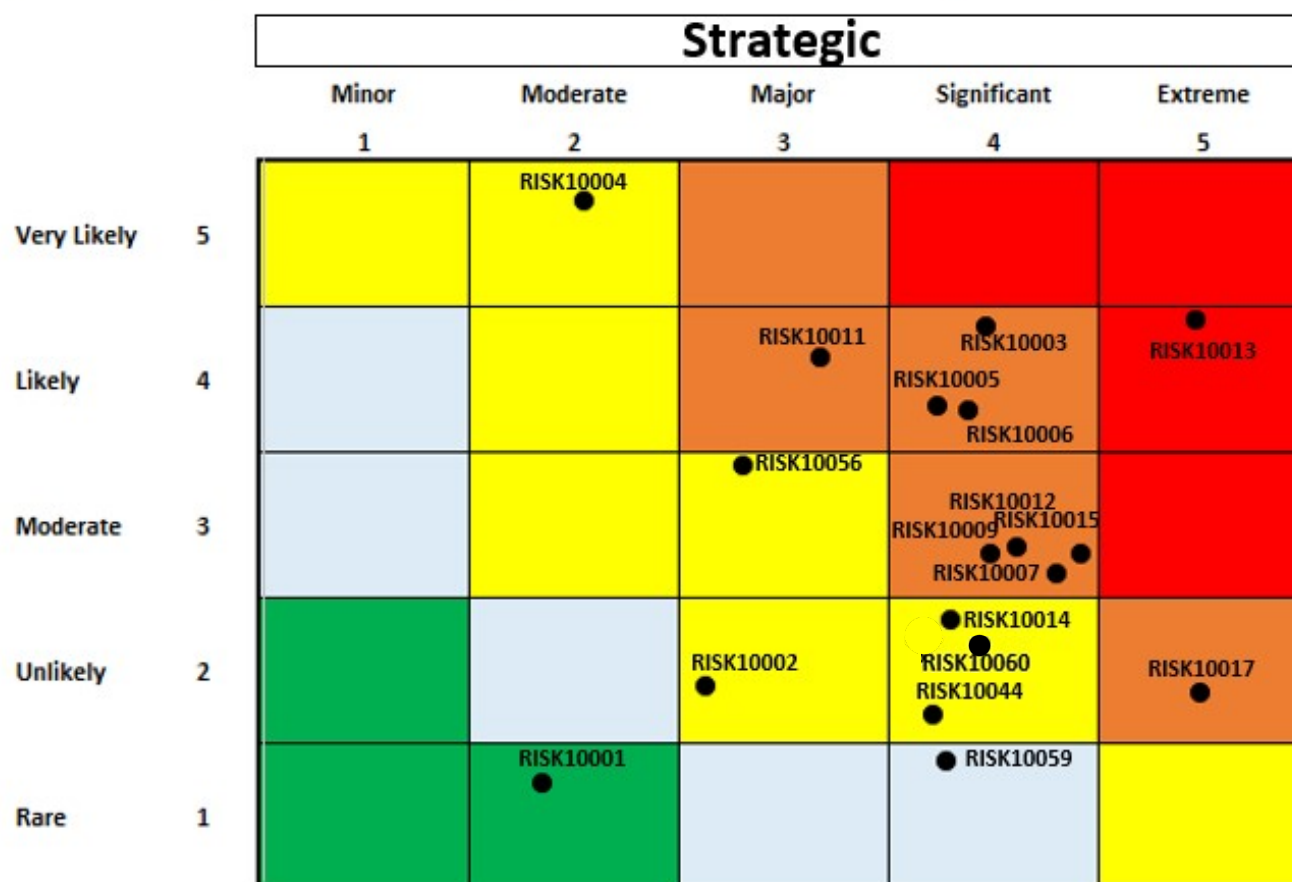 Strategic
Minor Moderate Major Significant Extreme
1 2 3 4 5
RISK10004
Very Likely 5
RISK10011 RISK10003 RISK10013
Likely 4 RISK10005
RISK10006
RISK10056
RISK10012
Moderate 3 RISK10009 RISK10015
RISK10007
RISK10014
Unlikely 2 RISK10002 RISK10060 RISK10017
RISK10044
RISK10001 RISK10059
Rare 1